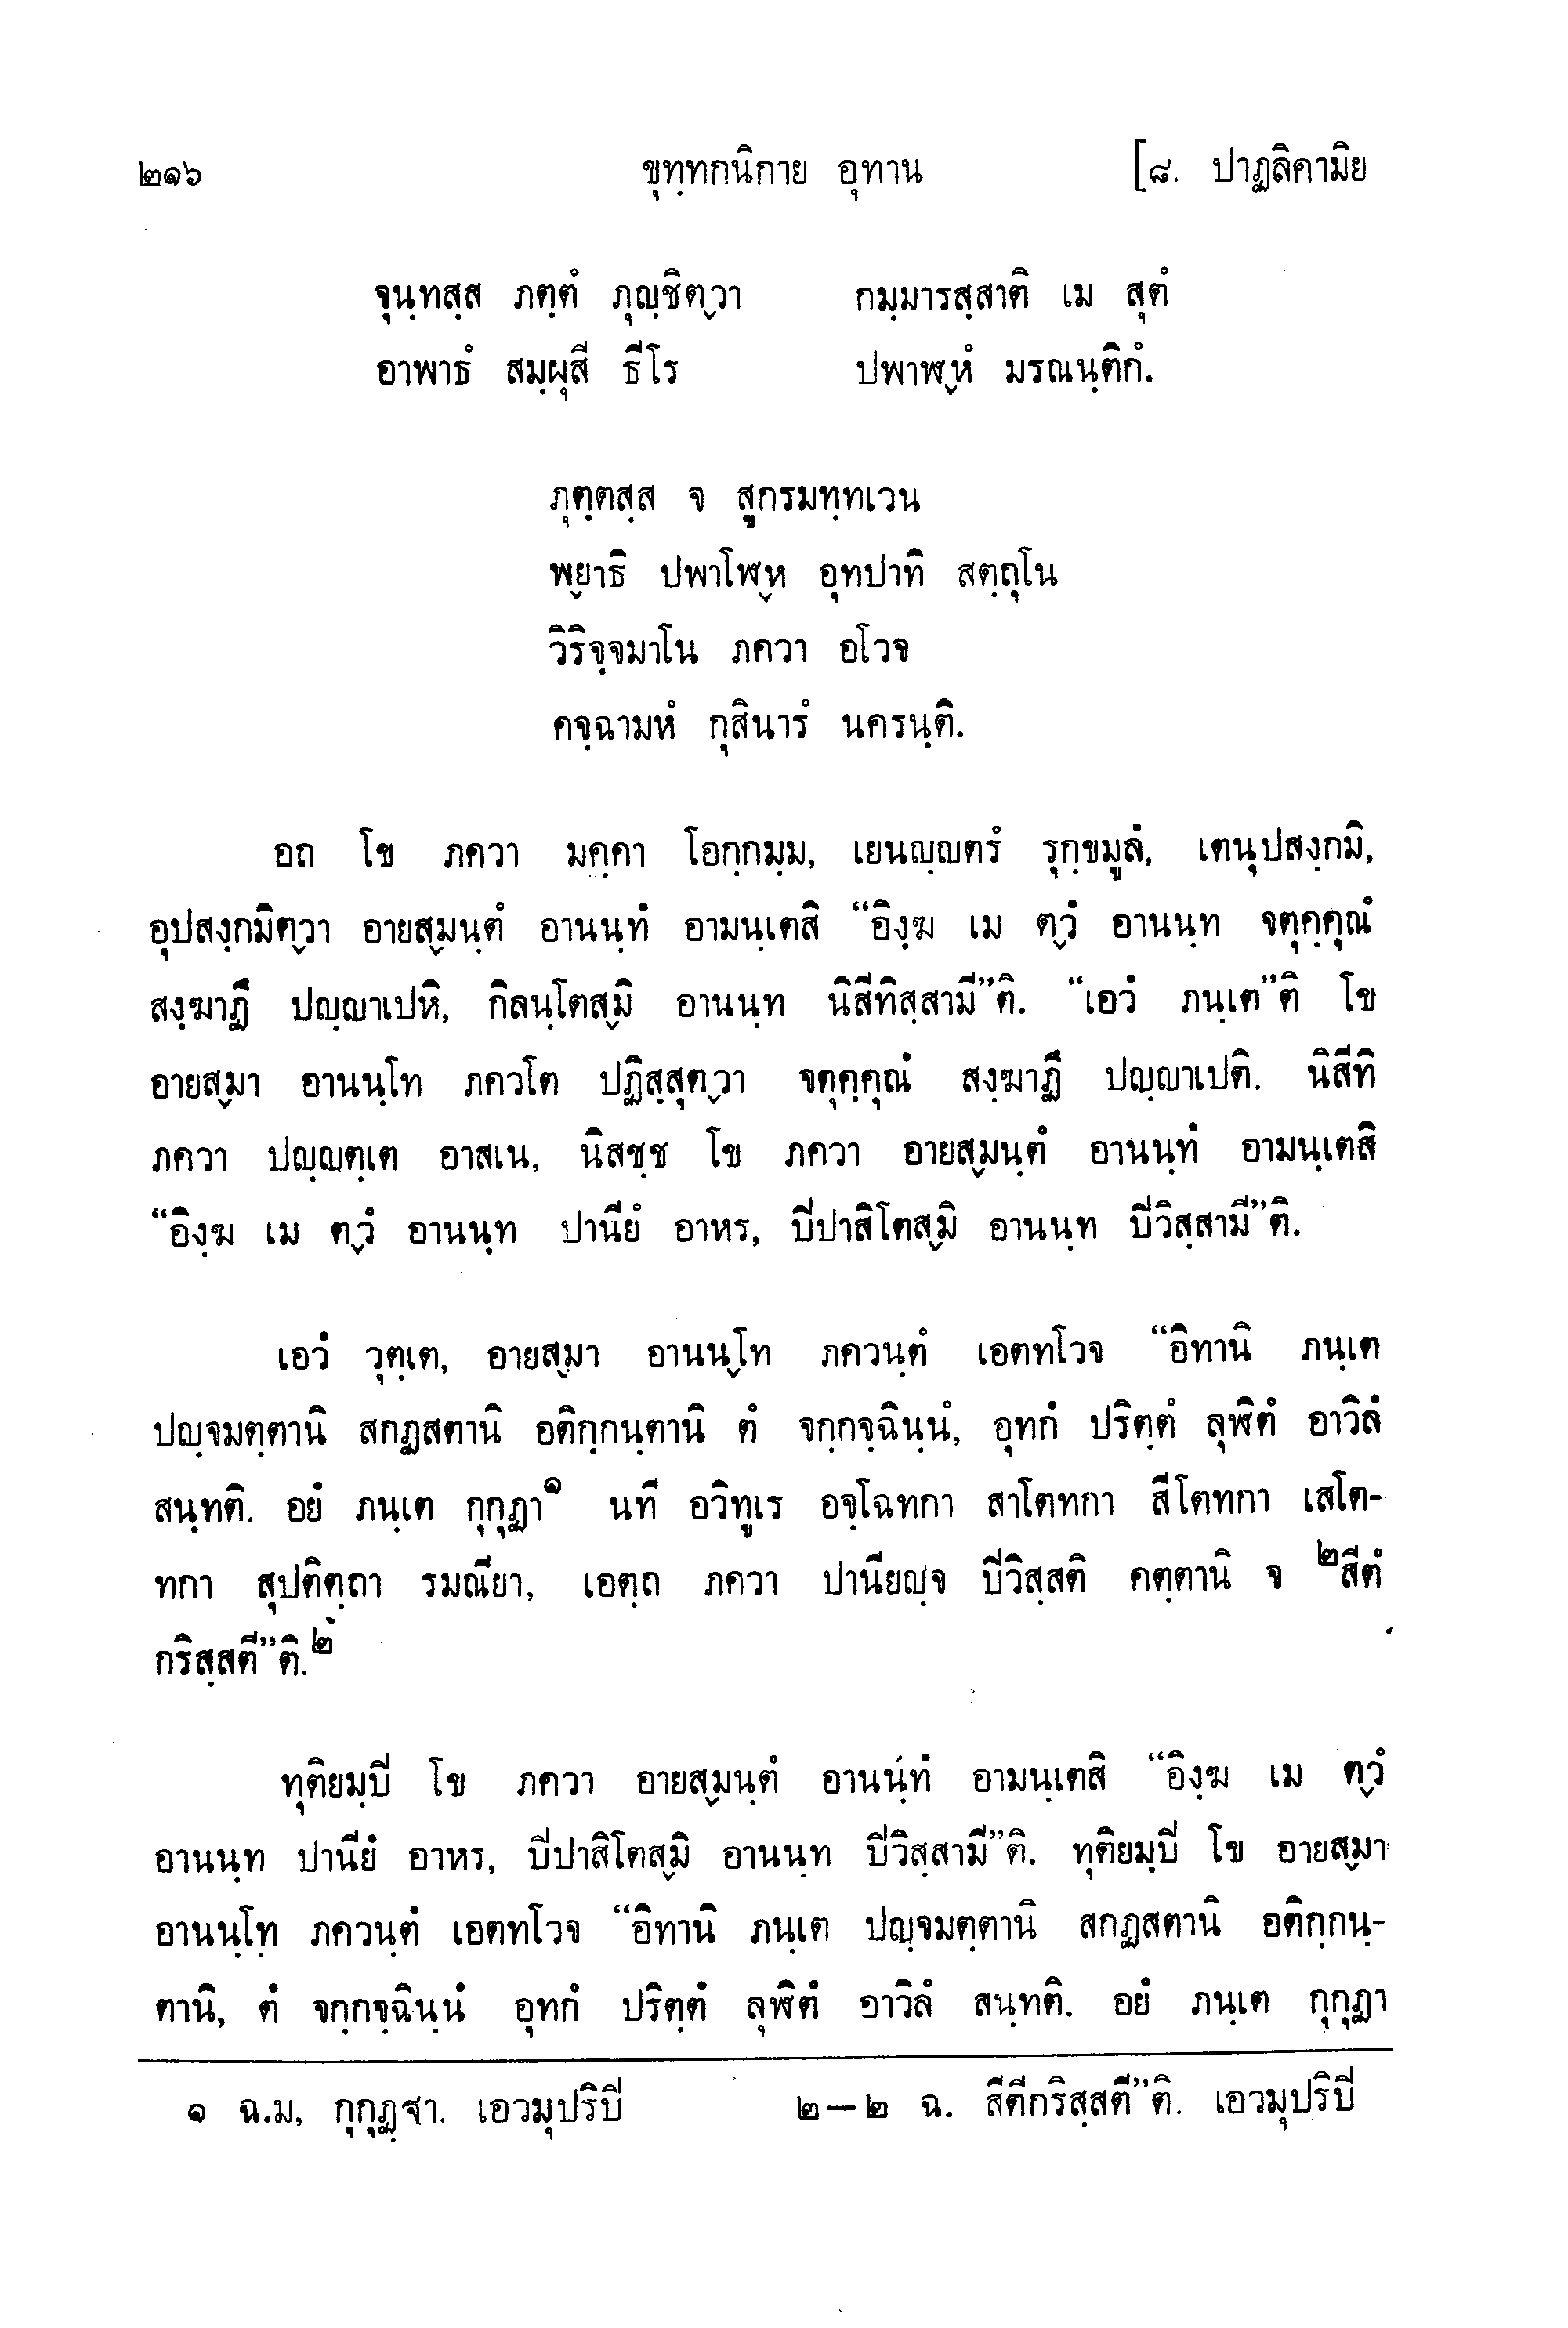 ๒๑๖ ขุทฺทกนิกาย อุทาน [๘. ปาฏลิคามิย
จุนฺทสฺส ภตฺตํ ภุญฺชิตฺวา กมฺมารสฺสาติ เม สุตํ
อาพาธํ สมฺผุสี ธีโร ปพาฬฺหํ มรณนฺติกํ.
ภุตฺตสฺส จ สูกรมทฺทเวน
พฺยาธิ ปพาโฬฺห อุทปาทิ สตฺถุโน
วิริจฺจมาโน ภควา อโวจ
คจฺฉามหํ กุสินารํ นครนฺติ.
อถ โข ภควา มคฺคา โอกฺกมฺม, เยนญฺญตรํ รุกฺขมูลํ, เตนุปสงฺกมิ,
อุปสงฺกมิตฺวา อายสฺมนฺตํ อานนฺทํ อามนฺเตสิ “อิงฺฆ เม ตฺวํ อานนฺท จตุคฺคุณํ
สงฺฆาฏึ ปญฺญาเปหิ, กิลนฺโตสฺมิ อานนฺท นิสีทิสฺสามี”ติ. “เอวํ ภนฺเต”ติ โข
อายสฺมา อานนฺโท ภควโต ปฏิสฺสุตฺวา จตุคฺคุณํ สงฺฆาฏึ ปญฺญาเปติ. นิสีทิ
ภควา ปญฺญตฺเต อาสเน, นิสชฺช โข ภควา อายสฺมนฺตํ อานนฺทํ อามนฺเตสิ
“อิงฺฆ เม ตฺวํ อานนฺท ปานียํ อาหร, ปิปาสิโตสฺมิ อานนฺท ปิวิสฺสามี”ติ.
เอวํ วุตฺเต, อายสฺมา อานนฺโท ภควนฺตํ เอตทโวจ “อิทานิ ภนฺเต
ปญฺจมตฺตานิ สกฏสตานิ อติกฺกนฺตานิ ตํ จกฺกจฺฉินฺนํ, อุทกํ ปริตฺตํ ลุฬิตํ อาวิลํ
สนฺทติ. อยํ ภนฺเต กุกุฏา๑ นที อวิทูเร อจฺโฉทกา สาโตทกา สีโตทกา เสโต-
ทกา สุปติตฺถา รมณียา, เอตฺถ ภควา ปานียญฺจ ปิวิสฺสติ คตฺตานิ จ ๒สีตํ
กริสฺสตี”ติ.๒
ทุติยมฺปิ โข ภควา อายสฺมนฺตํ อานนฺทํ อามนฺเตสิ “อิงฺฆ เม ตฺวํ
อานนฺท ปานียํ อาหร, ปิปาสิโตสฺมิ อานนฺท ปิวิสฺสามี”ติ. ทุติยมฺปิ โข อายสฺมา
อานนฺโทฺ ภควนฺตํ เอตทโวจ “อิทานิ ภนฺเต ปญฺจมตฺตานิ สกฏสตานิ อติกฺกนฺ-
ตานิ, ตํ จกฺกจฺฉินฺนํ อุทกํ ปริตฺตํ ลุฬิตํ อาวิลํ สนฺทติ. อยํ ภนฺเต กุกุฏา
๑ ฉ.ม, กุกุฏฺฐา. เอวมุปริปิ ๒—๒ ฉ. สีตีกริสฺสตี”ติ. เอวมุปริปิ